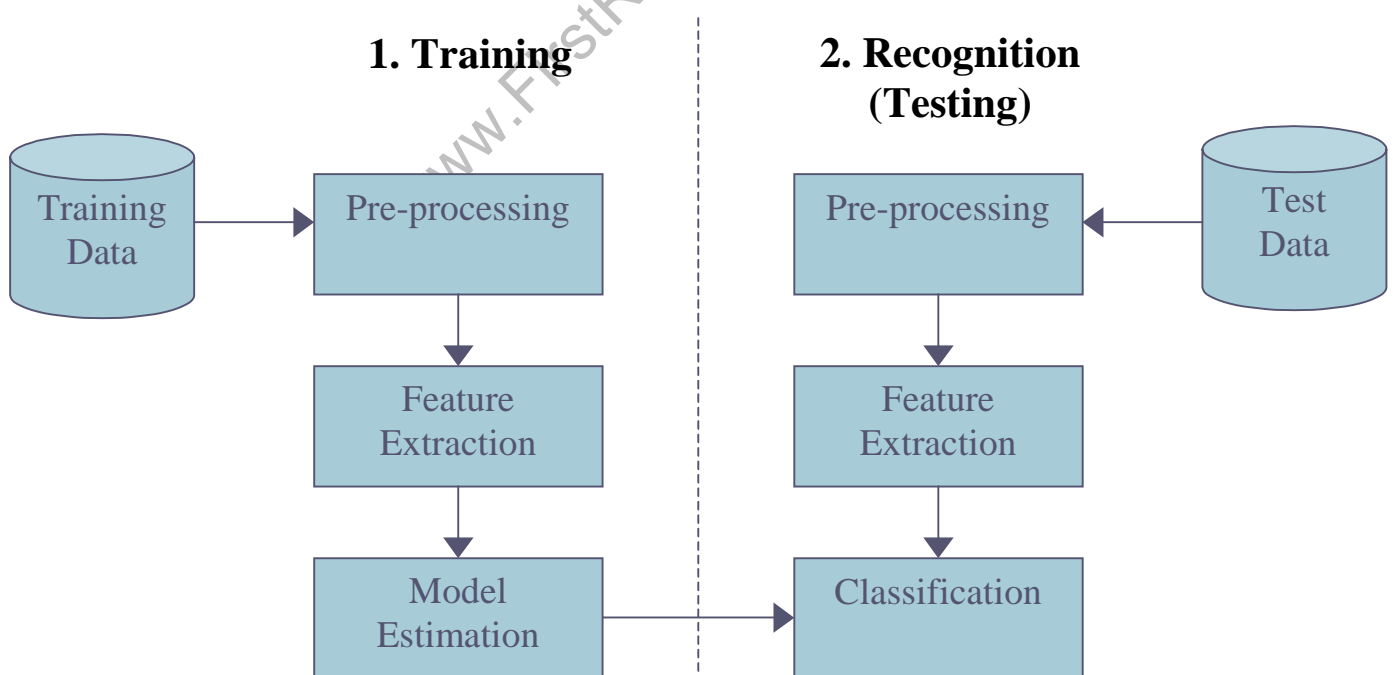 1. Training
2. Recognition
(Testing)
Training
Data
Pre-processing
Pre-processing
Test
Data
Feature
Extraction
Feature
Extraction
Model
Estimation
Classification